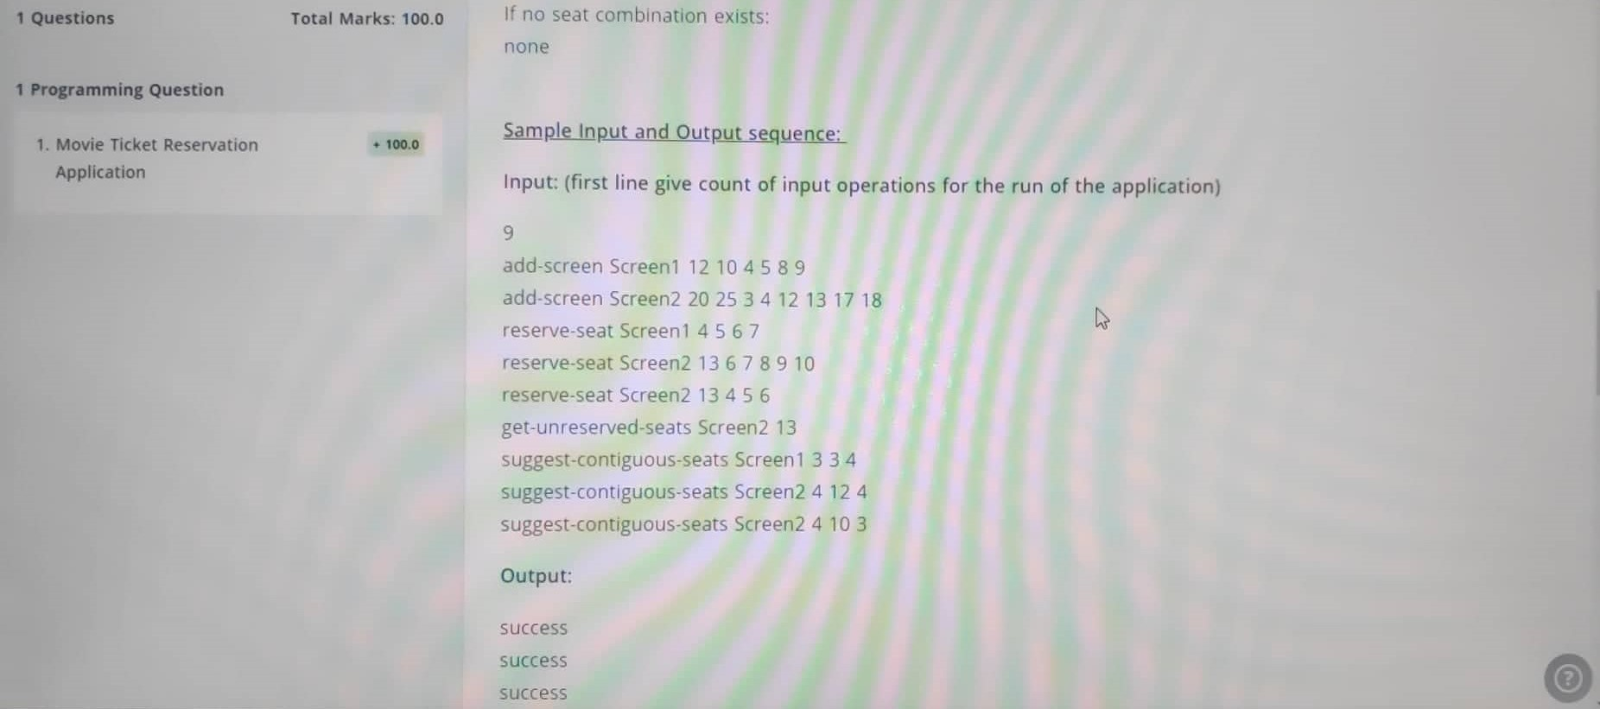 1 Questions
Total Marks: 100.0
1 Programming Question
1. Movie Ticket Reservation
Application
+ 100.0
If no seat combination exists:
none
Sample Input and Output sequence:
Input: (first line give count of input operations for the run of the application)
9
add-screen Screen1 12 10 4 5 8 9
add-screen Screen2 20 25 3 4 12 13 17 18
reserve-seat Screen1 4 5 6 7
reserve-seat Screen2 13 6 7 8 9 10
reserve-seat Screen2 13 4 5 6
get-unreserved-seats Screen2 13
suggest-contiguous-seats Screen1 3 3 4
suggest-contiguous-seats Screen2 4 12 4
suggest-contiguous-seats Screen2 4 10 3
Output:
success
success
success
?